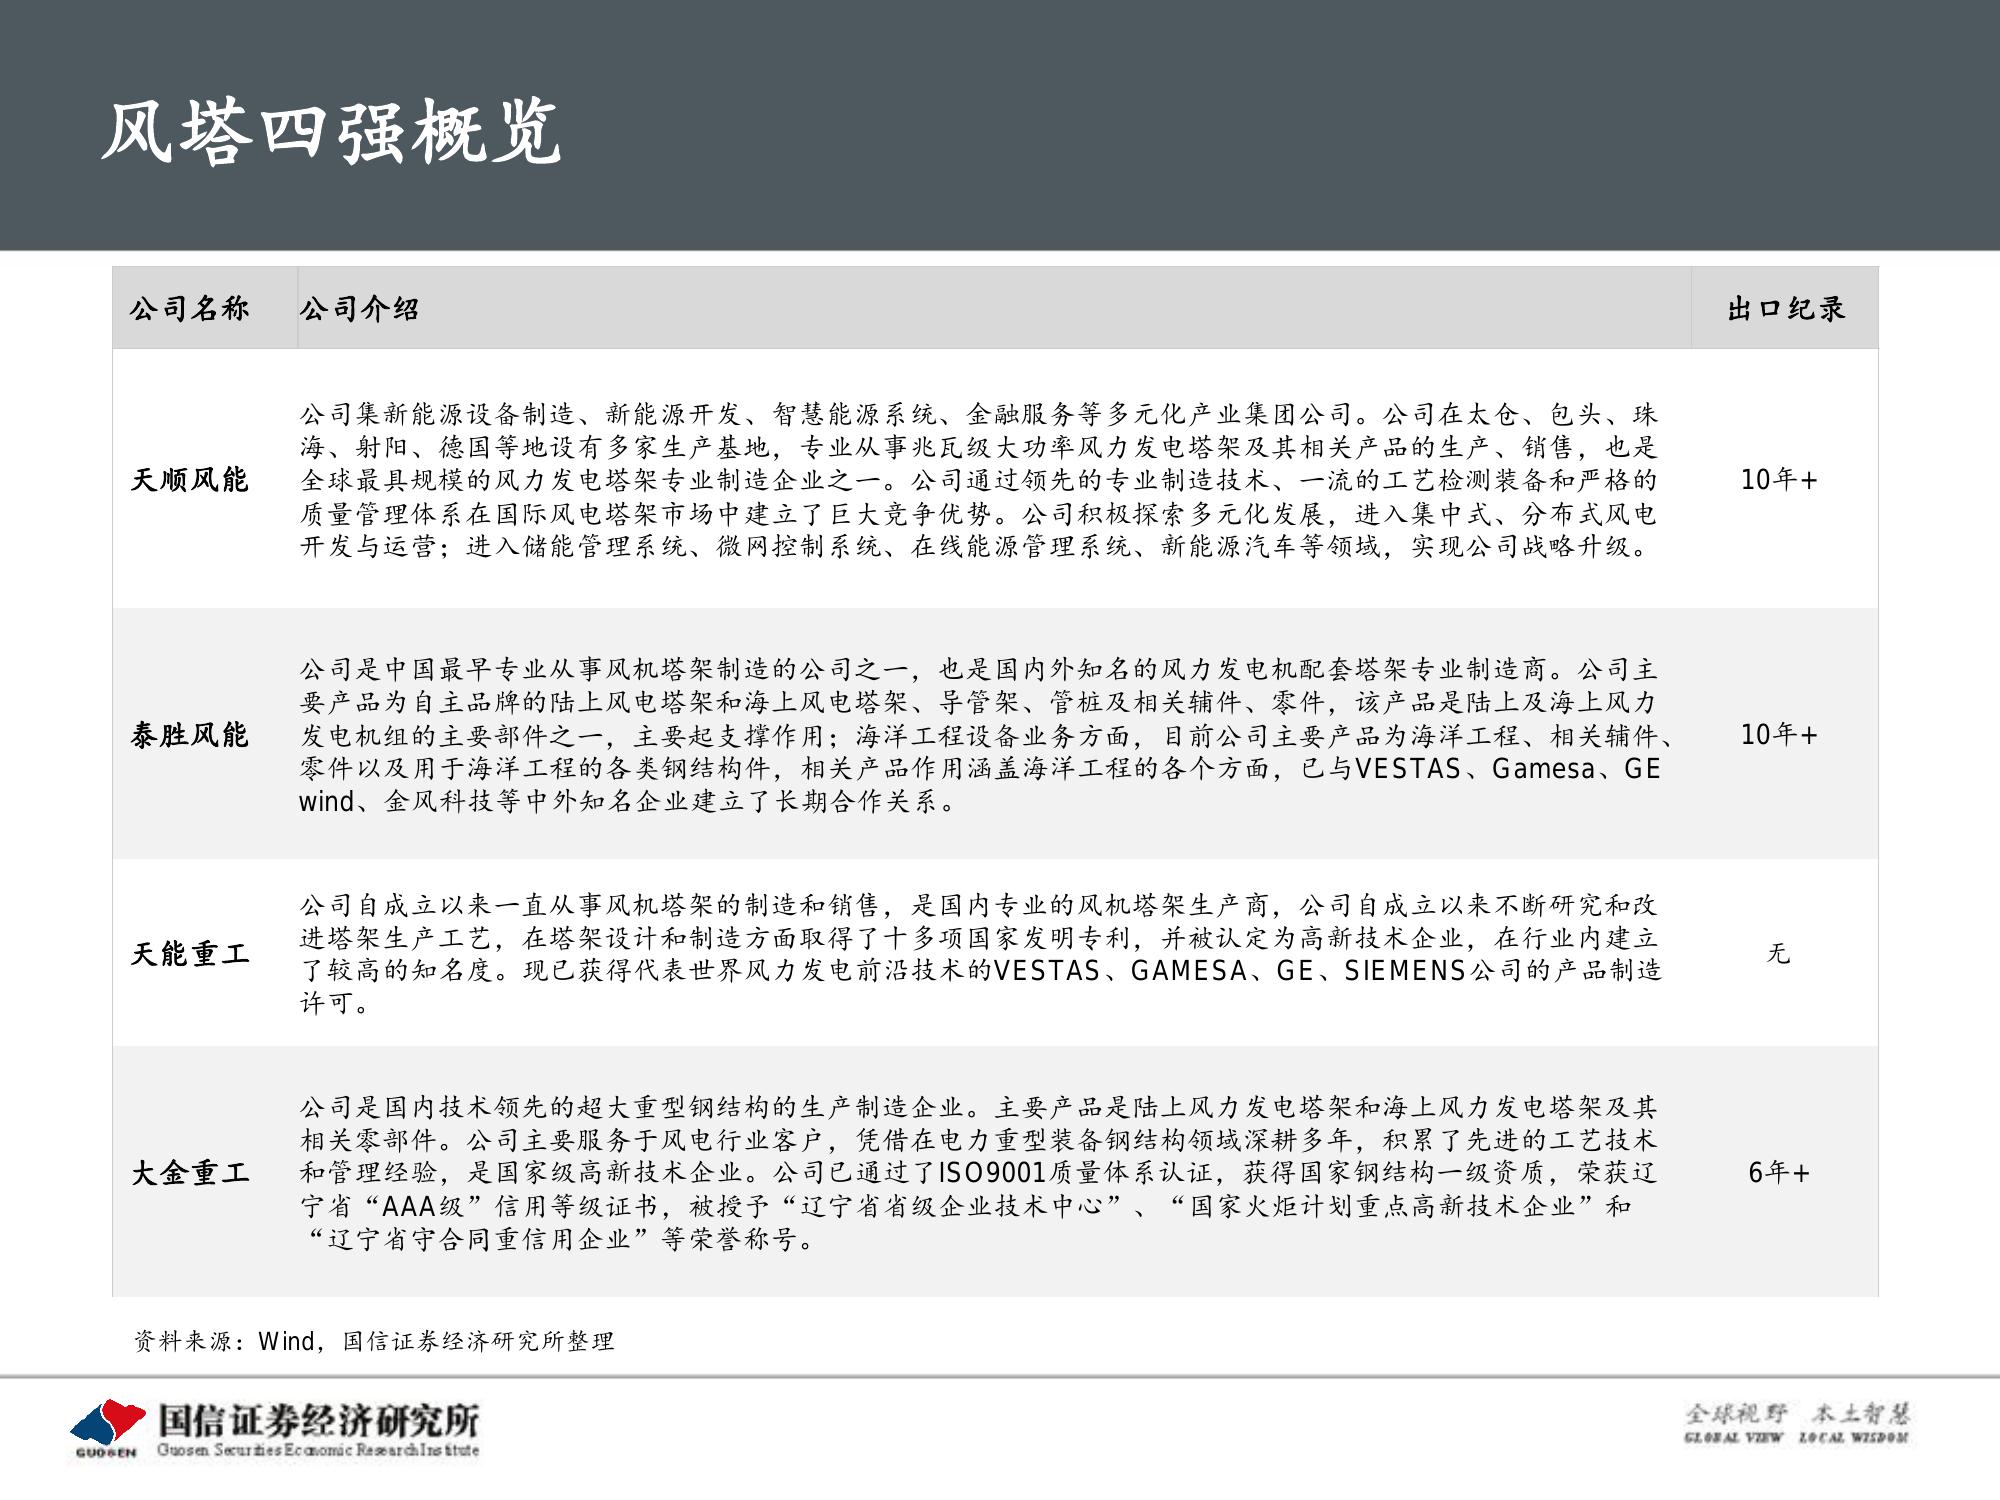 风塔四强概览
公司名称 公司介绍 出口纪录
公司集新能源设备制造、新能源开发、智慧能源系统、金融服务等多元化产业集团公司。公司在太仓、包头、珠
海、射阳、德国等地设有多家生产基地，专业从事兆瓦级大功率风力发电塔架及其相关产品的生产、销售，也是
天顺风能 全球最具规模的风力发电塔架专业制造企业之一。公司通过领先的专业制造技术、一流的工艺检测装备和严格的 10年+
质量管理体系在国际风电塔架市场中建立了巨大竞争优势。公司积极探索多元化发展，进入集中式、分布式风电
开发与运营；进入储能管理系统、微网控制系统、在线能源管理系统、新能源汽车等领域，实现公司战略升级。
公司是中国最早专业从事风机塔架制造的公司之一，也是国内外知名的风力发电机配套塔架专业制造商。公司主
要产品为自主品牌的陆上风电塔架和海上风电塔架、导管架、管桩及相关辅件、零件，该产品是陆上及海上风力
泰胜风能 发电机组的主要部件之一，主要起支撑作用；海洋工程设备业务方面，目前公司主要产品为海洋工程、相关辅件、 10年+
零件以及用于海洋工程的各类钢结构件，相关产品作用涵盖海洋工程的各个方面，已与VESTAS、Gamesa、GE
wind、金风科技等中外知名企业建立了长期合作关系。
公司自成立以来一直从事风机塔架的制造和销售，是国内专业的风机塔架生产商，公司自成立以来不断研究和改
进塔架生产工艺，在塔架设计和制造方面取得了十多项国家发明专利，并被认定为高新技术企业，在行业内建立
天能重工 了较高的知名度。现已获得代表世界风力发电前沿技术的VESTAS、GAMESA、GE、SIEMENS公司的产品制造 无
许可。
公司是国内技术领先的超大重型钢结构的生产制造企业。主要产品是陆上风力发电塔架和海上风力发电塔架及其
相关零部件。公司主要服务于风电行业客户，凭借在电力重型装备钢结构领域深耕多年，积累了先进的工艺技术
大金重工 和管理经验，是国家级高新技术企业。公司已通过了ISO9001质量体系认证，获得国家钢结构一级资质，荣获辽 6年+
宁省“AAA级”信用等级证书，被授予“辽宁省省级企业技术中心”、“国家火炬计划重点高新技术企业”和
“辽宁省守合同重信用企业”等荣誉称号。
资料来源：Wind，国信证券经济研究所整理
GUOSEN 国信证券经济研究所
Guosen Securities Economic Research Institute
全球视野 本土智慧
GLOBAL VIEW LOCAL WISDOM